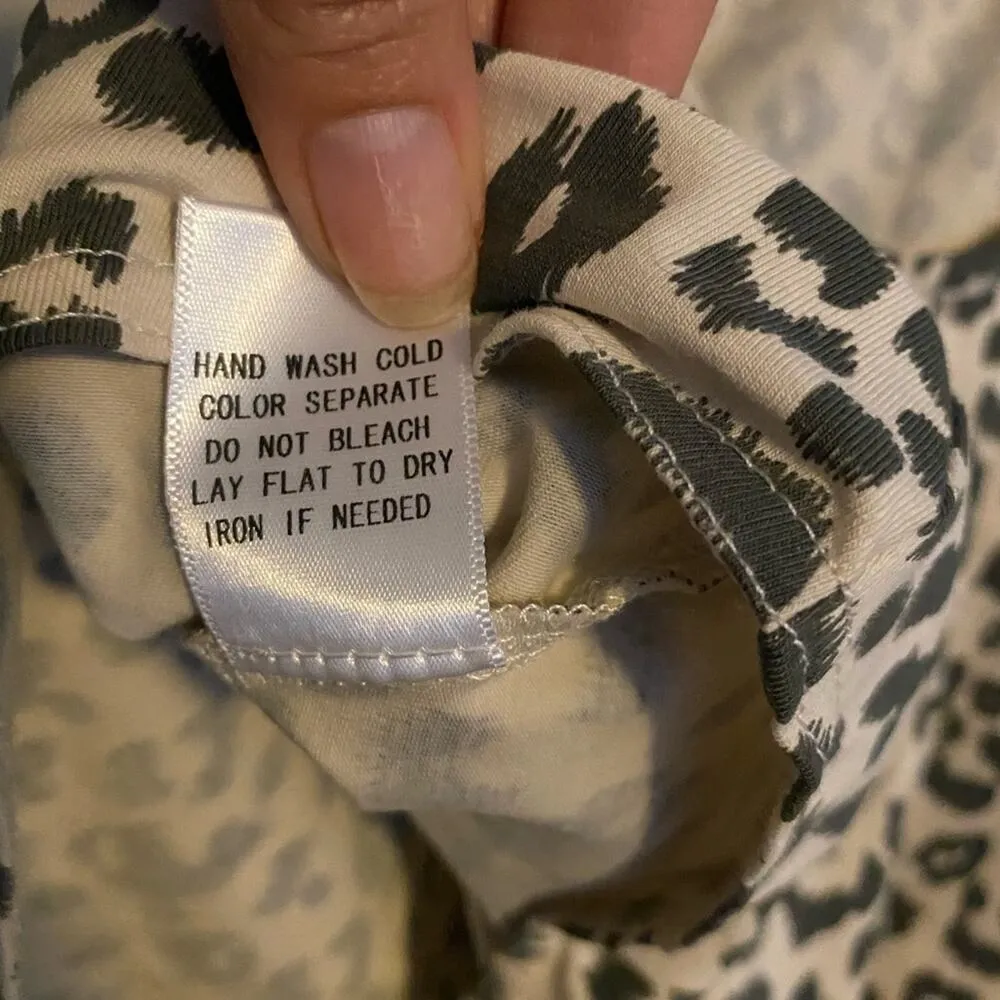 HAND WASH COLD
COLOR SEPARATE
DO NOT BLEACH
LAY FLAT TO DRY
IRON IF NEEDED